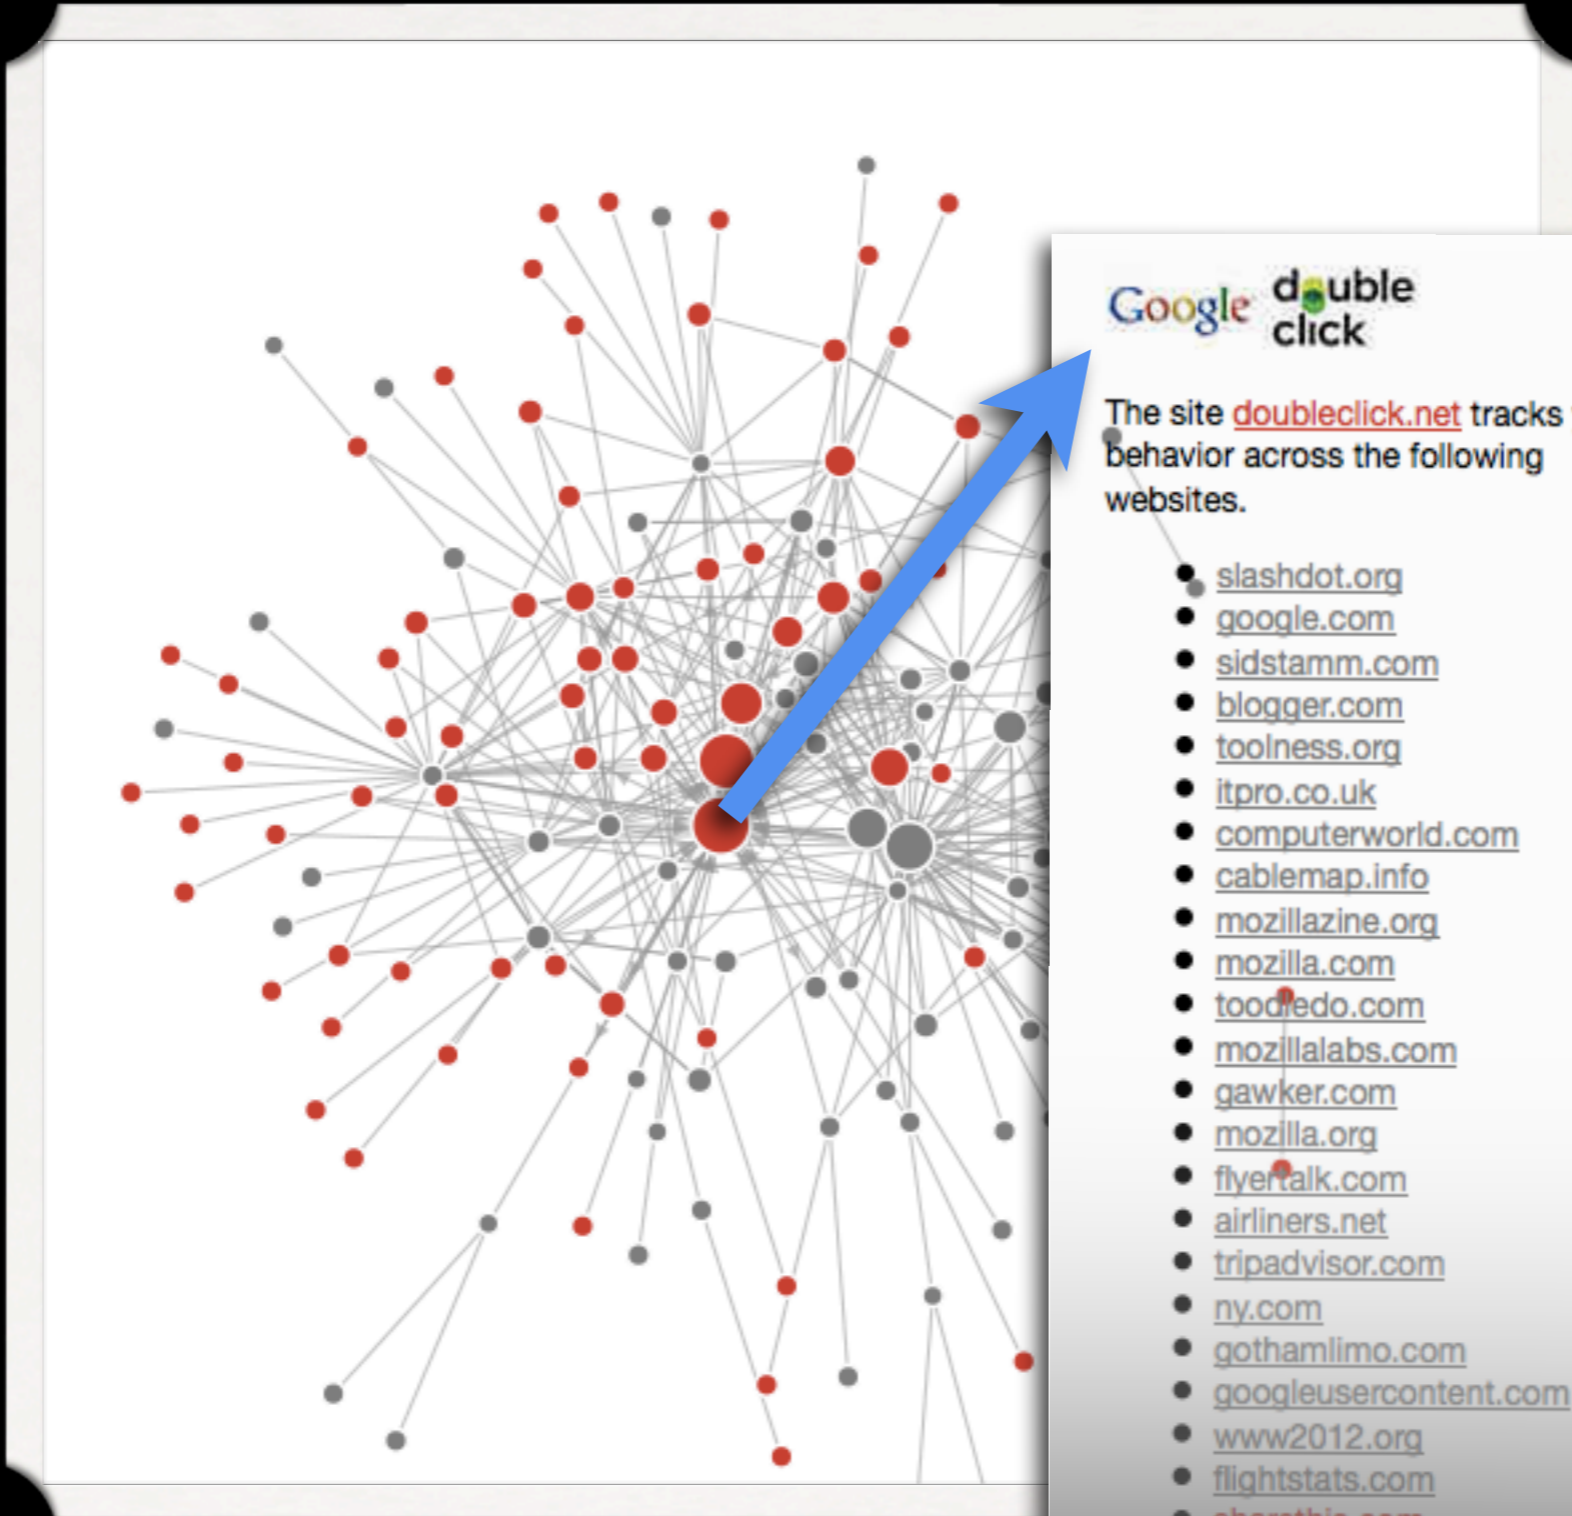 Google double click
The site doubleclick.net tracks
behavior across the following
websites.
slashdot.org
google.com
sidstamm.com
blogger.com
toolness.org
itpro.co.uk
computerworld.com
cablemap.info
mozillazine.org
mozilla.com
toodledo.com
mozillalabs.com
gawker.com
mozilla.org
flyertalk.com
airliners.net
tripadvisor.com
ny.com
gothamlimo.com
googleusercontent.com
www2012.org
flightstats.com